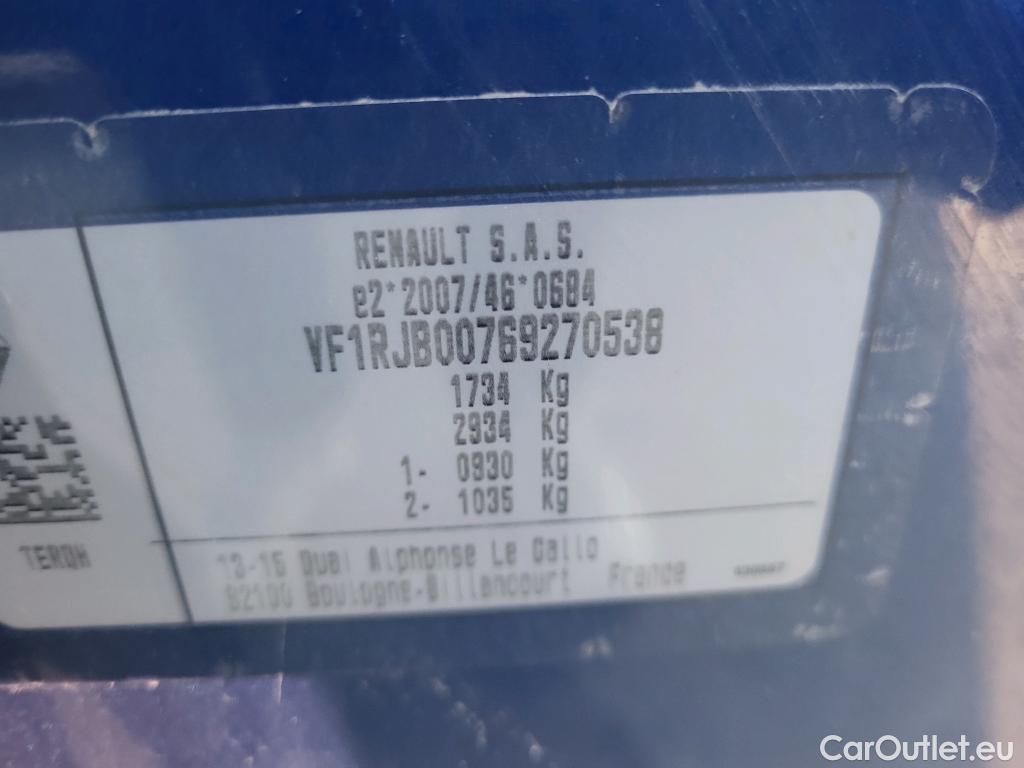 RENAULT S.A.S.
e2*2007/46*0684
VF1RJB00769270538
1734 Kg
2934 Kg
1- 0930 Kg
2- 1035 Kg
TERQH
13-15 Quai Alphonse Le Gallo
92100 Boulogne-Billancourt France
CarOutlet.eu